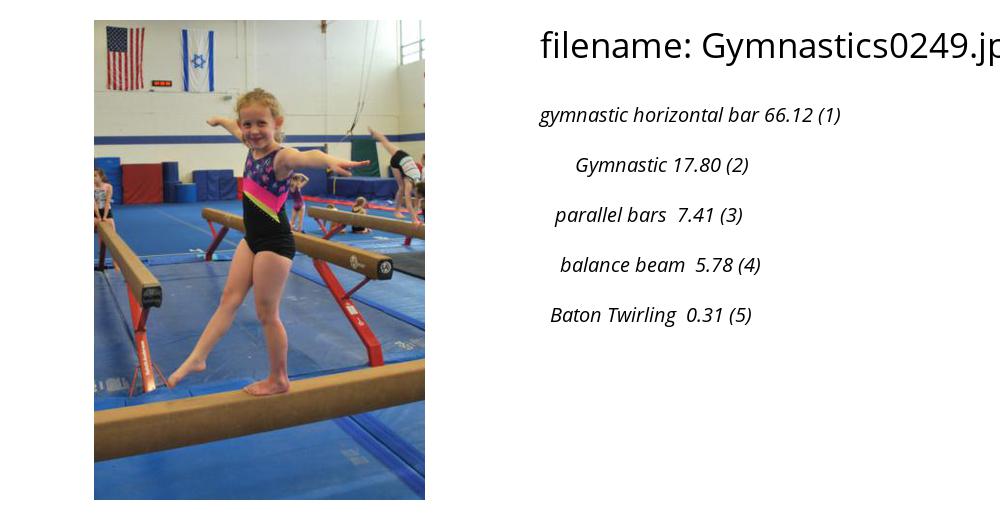 filename: Gymnastics0249.jp
gymnastic horizontal bar 66.12 (1)
Gymnastic 17.80 (2)
parallel bars 7.41 (3)
balance beam 5.78 (4)
Baton Twirling 0.31 (5)